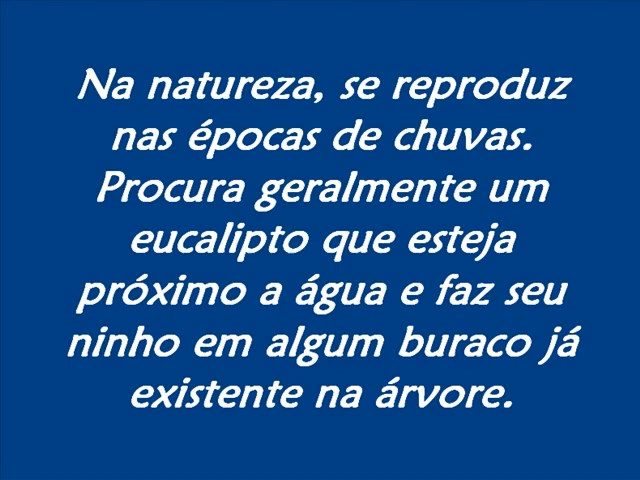 Na natureza, se reproduz
nas épocas de chuvas.
Procura geralmente um
eucalipto que esteja
próximo a água e faz seu
ninho em algum buraco já
existente na árvore.